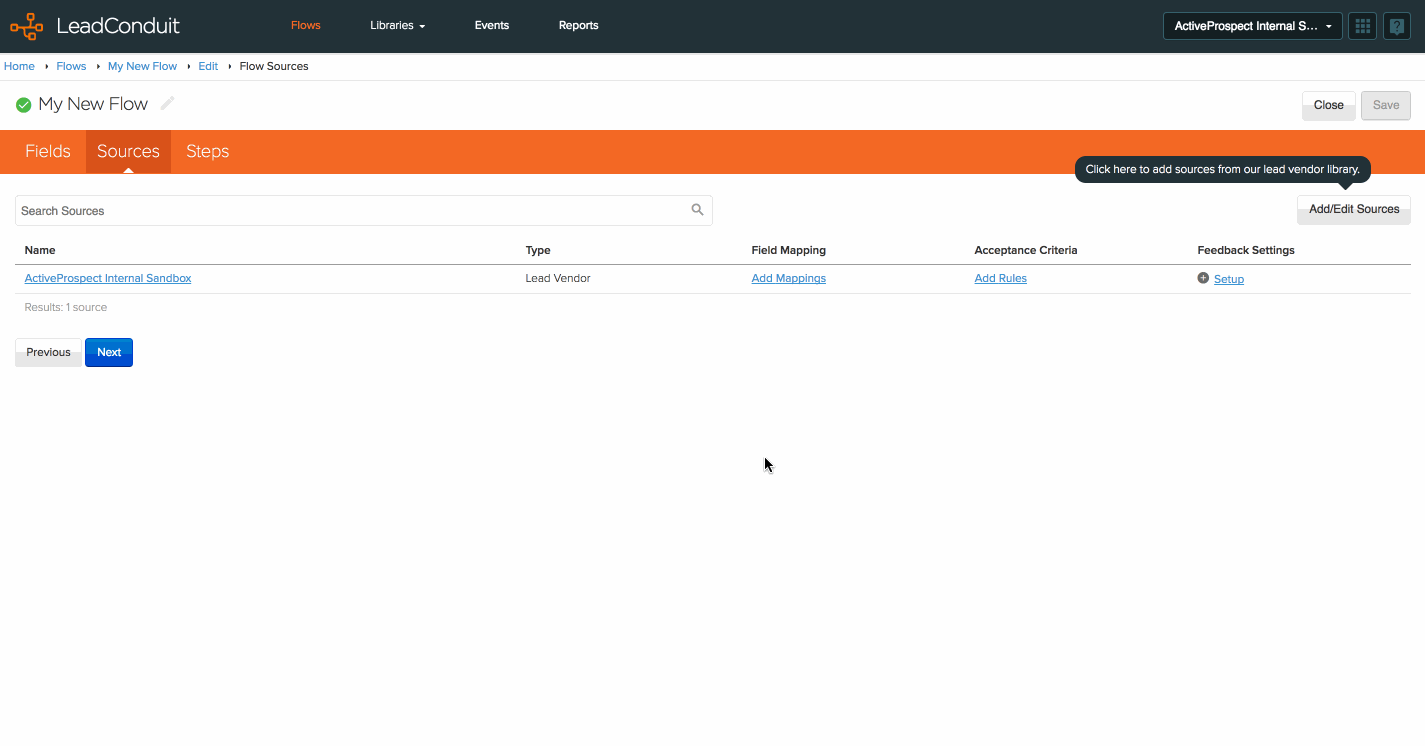 LeadConduit
Flows Libraries Events Reports
ActiveProspect Internal S...
Home Flows My New Flow Edit Flow Sources
My New Flow
Close Save
Fields Sources Steps
Click here to add sources from our lead vendor library.
Search Sources
Add/Edit Sources
Name Type Field Mapping Acceptance Criteria Feedback Settings
ActiveProspect Internal Sandbox Lead Vendor Add Mappings Add Rules Setup
Results: 1 source
Previous Next